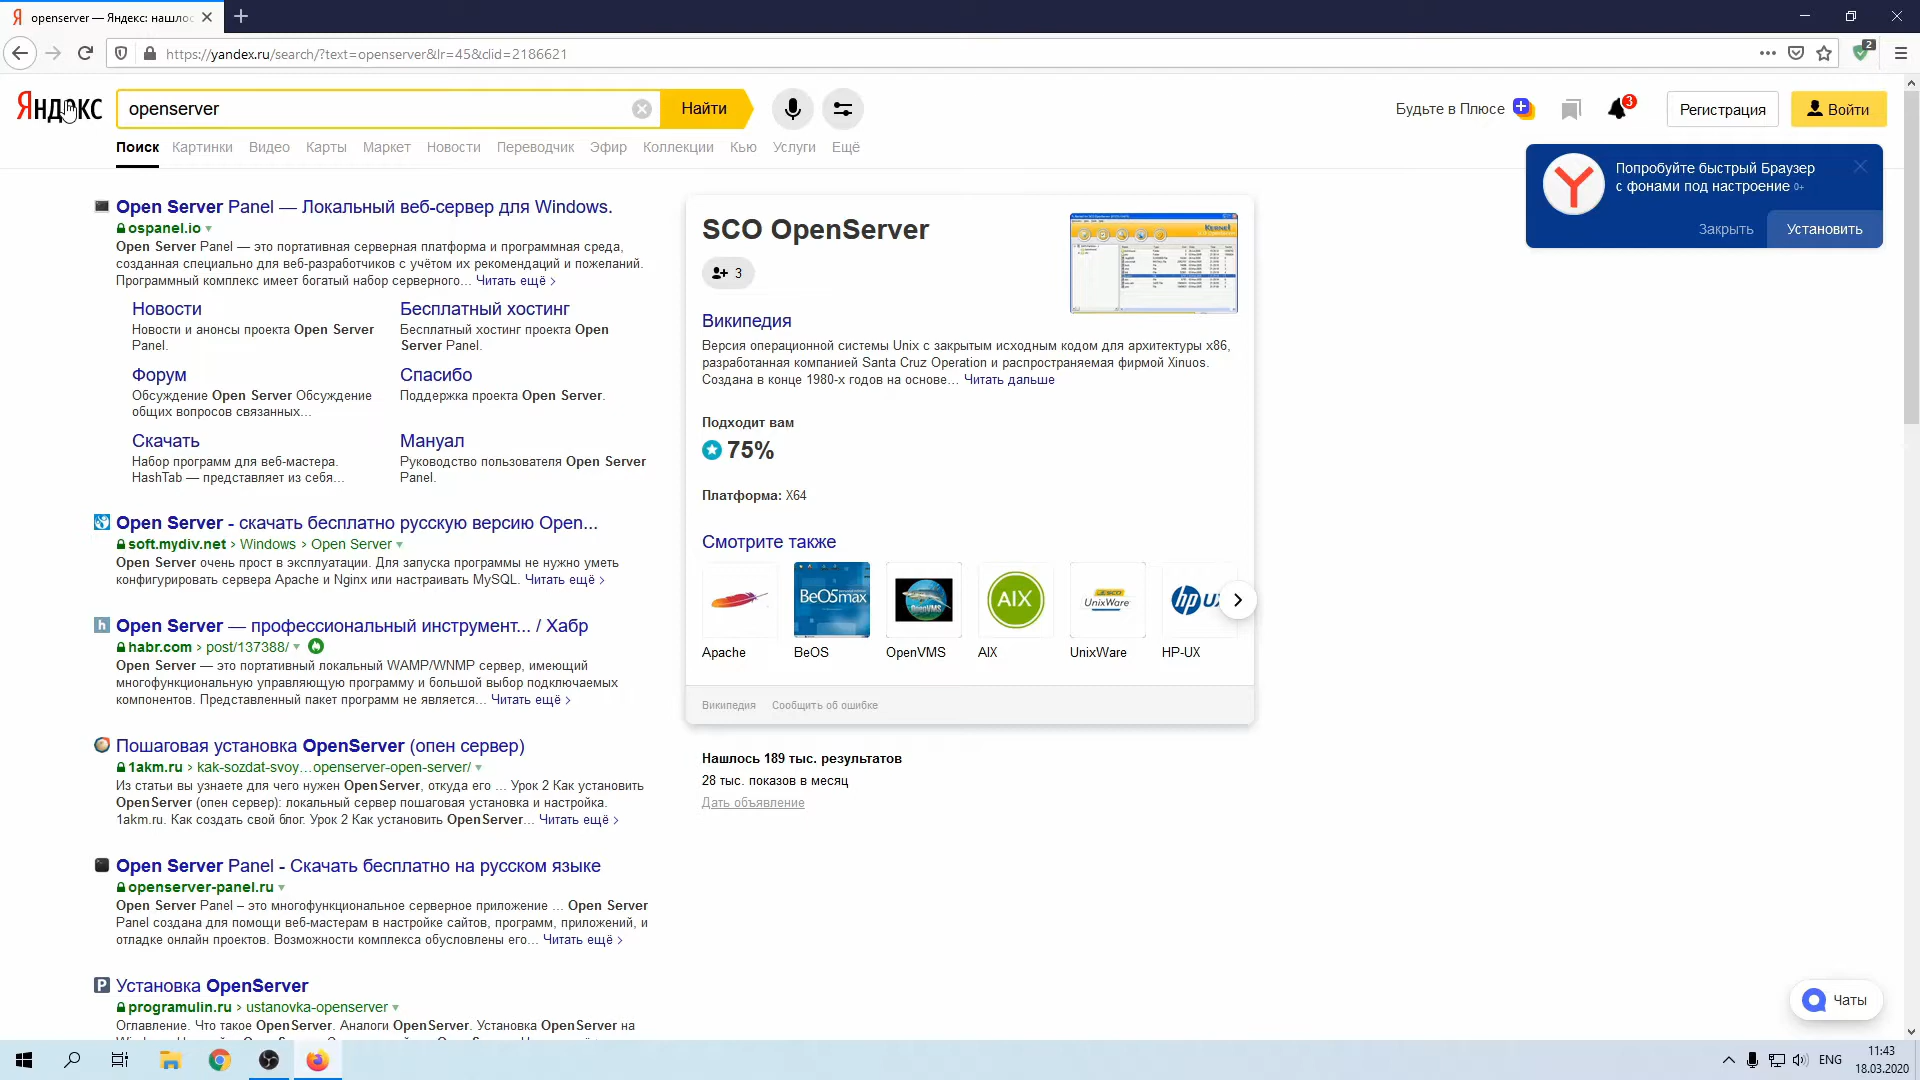 openserver — Яндекс: нашлос
https://yandex.ru/search/?text=openserver&lr=45&clid=2186621
2
Яндекс
openserver
Найти
Будьте в Плюсе
3
Регистрация
Войти
Поиск Картинки Видео Карты Маркет Новости Переводчик Эфир Коллекции Кью Услуги Ещё
Попробуйте быстрый Браузер
с фонами под настроение 0+
Закрыть
Установить
Open Server Panel — Локальный веб-сервер для Windows.
ospanel.io
Open Server Panel — это портативная серверная платформа и программная среда,
созданная специально для веб-разработчиков с учётом их рекомендаций и пожеланий.
Программный комплекс имеет богатый набор серверного... Читать ещё >
Новости
Новости и анонсы проекта Open Server
Panel.
Бесплатный хостинг
Бесплатный хостинг проекта Open
Server Panel.
Форум
Обсуждение Open Server Обсуждение
общих вопросов связанных...
Спасибо
Поддержка проекта Open Server.
Скачать
Набор программ для веб-мастера.
HashTab — представляет из себя...
Мануал
Руководство пользователя Open Server
Panel.
Open Server - скачать бесплатно русскую версию Open...
soft.mydiv.net > Windows > Open Server
Open Server очень прост в эксплуатации. Для запуска программы не нужно уметь
конфигурировать сервера Apache и Nginx или настраивать MySQL. Читать ещё >
Open Server — профессиональный инструмент... / Хабр
habr.com > post/137388/
Open Server — это портативный локальный WAMP/WNMP сервер, имеющий
многофункциональную управляющую программу и большой выбор подключаемых
компонентов. Представленный пакет программ не является... Читать ещё >
Пошаговая установка OpenServer (опен сервер)
1akm.ru > kak-sozdat-svoy...openserver-open-server/
Из статьи вы узнаете для чего нужен OpenServer, откуда его ... Урок 2 Как установить
OpenServer (опен сервер): локальный сервер пошаговая установка и настройка.
1akm.ru. Как создать свой блог. Урок 2 Как установить OpenServer... Читать ещё >
Open Server Panel - Скачать бесплатно на русском языке
openserver-panel.ru
Open Server Panel – это многофункциональное серверное приложение ... Open Server
Panel создана для помощи веб-мастерам в настройке сайтов, программ, приложений, и
отладке онлайн проектов. Возможности комплекса обусловлены его... Читать ещё >
Установка OpenServer
programulin.ru > ustanovka-openserver
Оглавление. Что такое OpenServer. Аналоги OpenServer. Установка OpenServer на
SCO OpenServer
3
Википедия
Версия операционной системы Unix с закрытым исходным кодом для архитектуры x86,
разработанная компанией Santa Cruz Operation и распространяемая фирмой Xinuos.
Создана в конце 1980-х годов на основе... Читать дальше
Подходит вам
75%
Платформа: X64
Смотрите также
BeOSmax
OpenVMS
AIX
UnixWare
hp UX
Apache BeOS OpenVMS AIX UnixWare HP-UX
Википедия Сообщить об ошибке
Нашлось 189 тыс. результатов
28 тыс. показов в месяц
Дать объявление
Чаты
ENG
11:43
18.03.2020